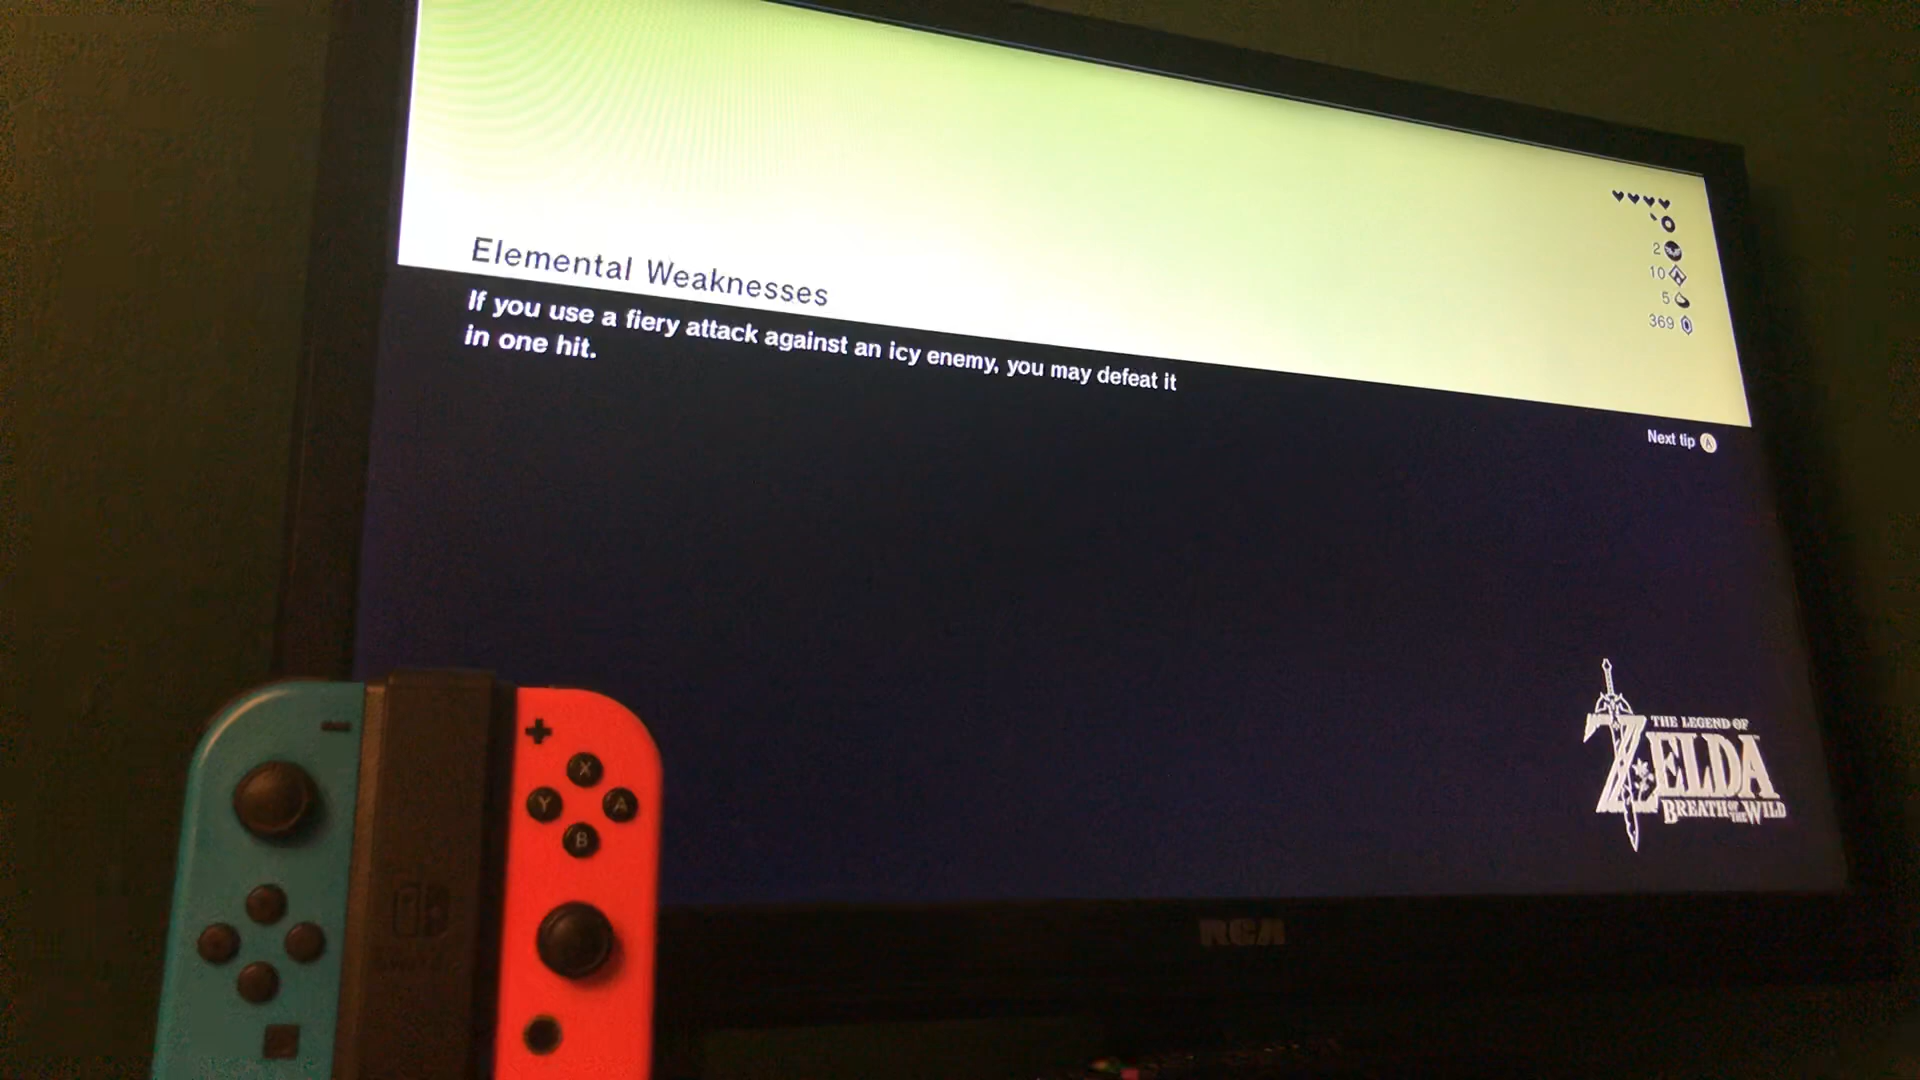 Elemental Weaknesses
If you use a fiery attack against an icy enemy, you may defeat it
in one hit.
2
10
5
369
Next tip A
THE LEGEND OF
ZELDA
BREATH OF THE WILD
RCA
X
Y A
B